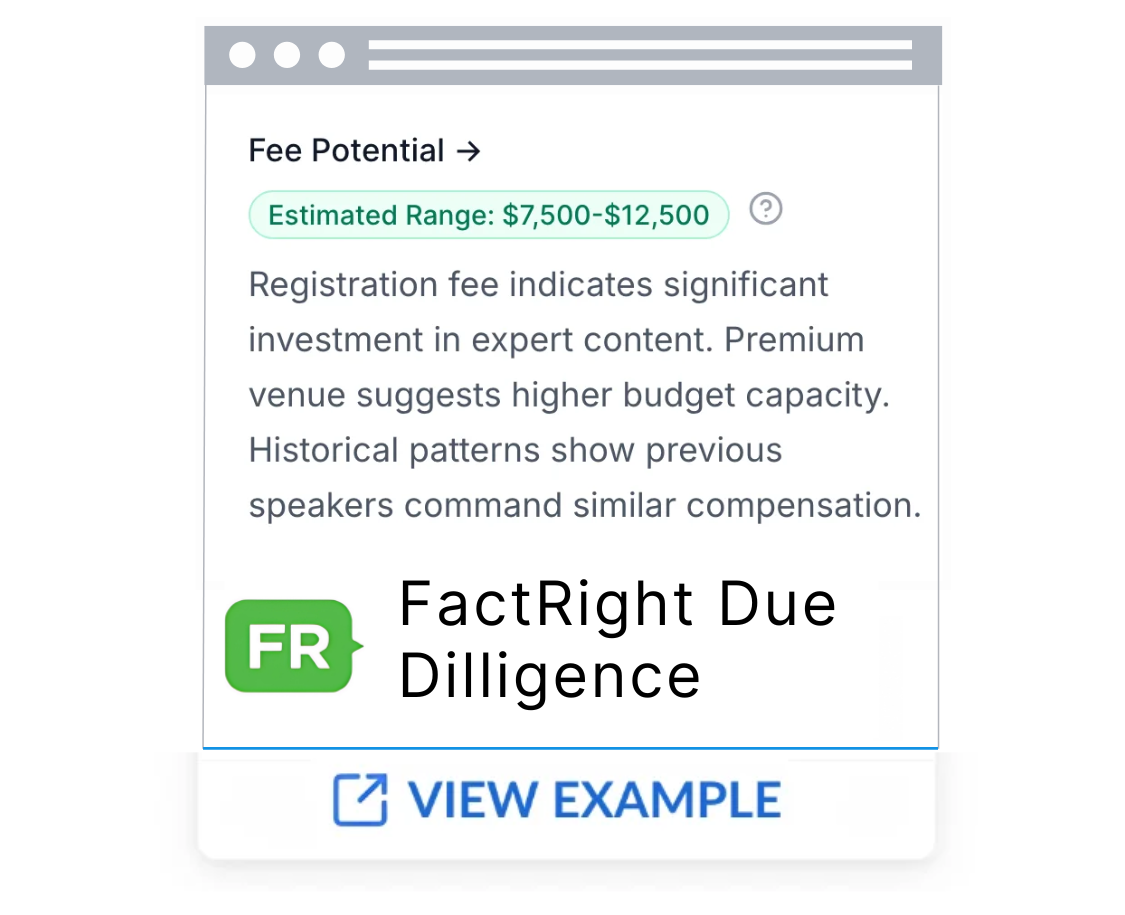 Fee Potential →
Estimated Range: $7,500-$12,500 ?
Registration fee indicates significant
investment in expert content. Premium
venue suggests higher budget capacity.
Historical patterns show previous
speakers command similar compensation.
FR
FactRight Due
Dilligence
VIEW EXAMPLE